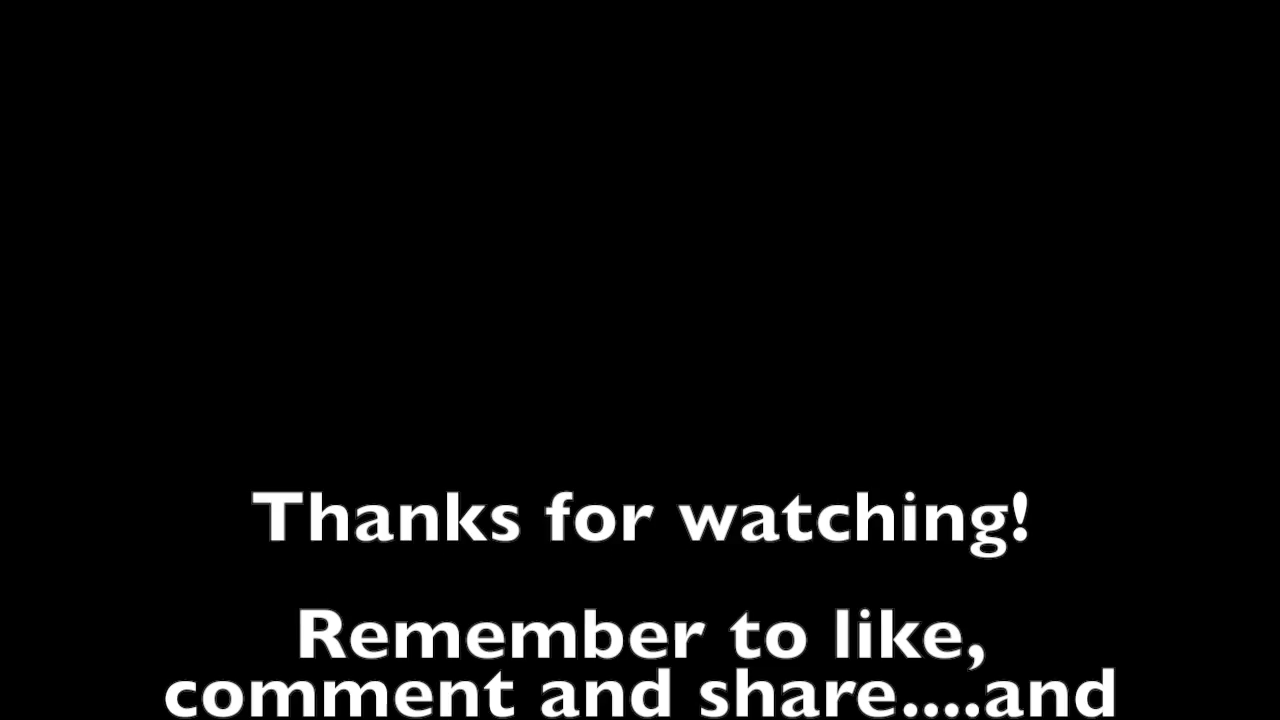 Thanks for watching!
Remember to like,
comment and share....and